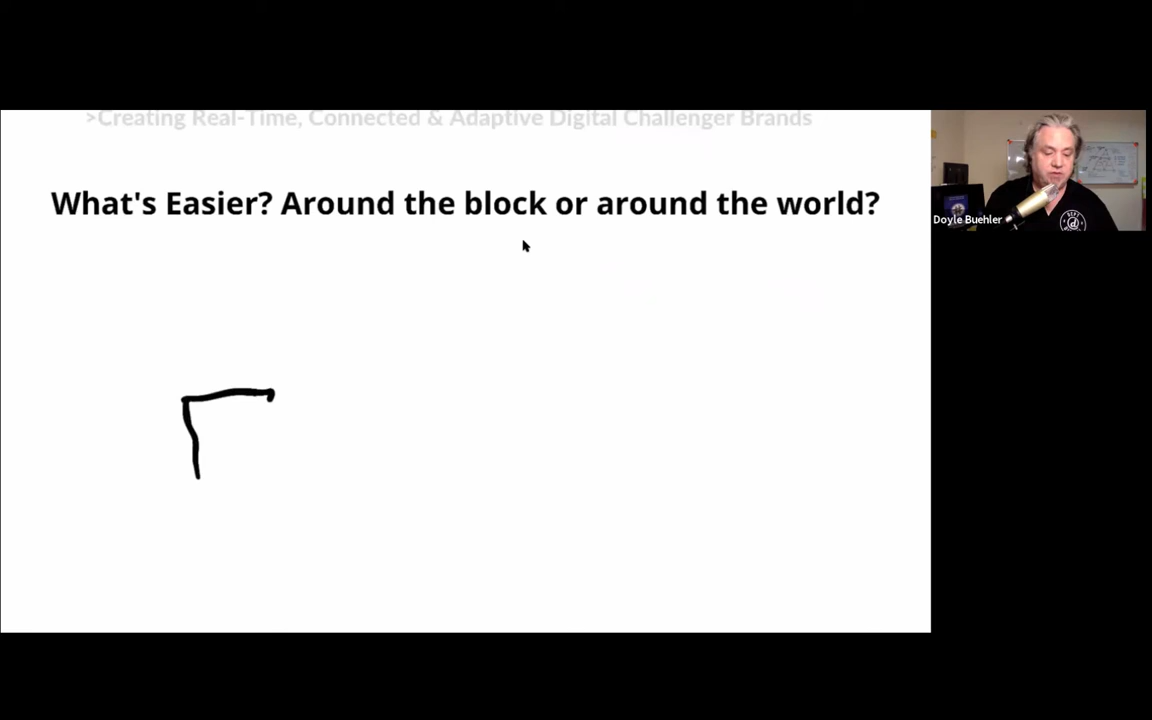 >Creating Real-Time, Connected & Adaptive Digital Challenger Brands
What's Easier? Around the block or around the world?
Doyle Buehler